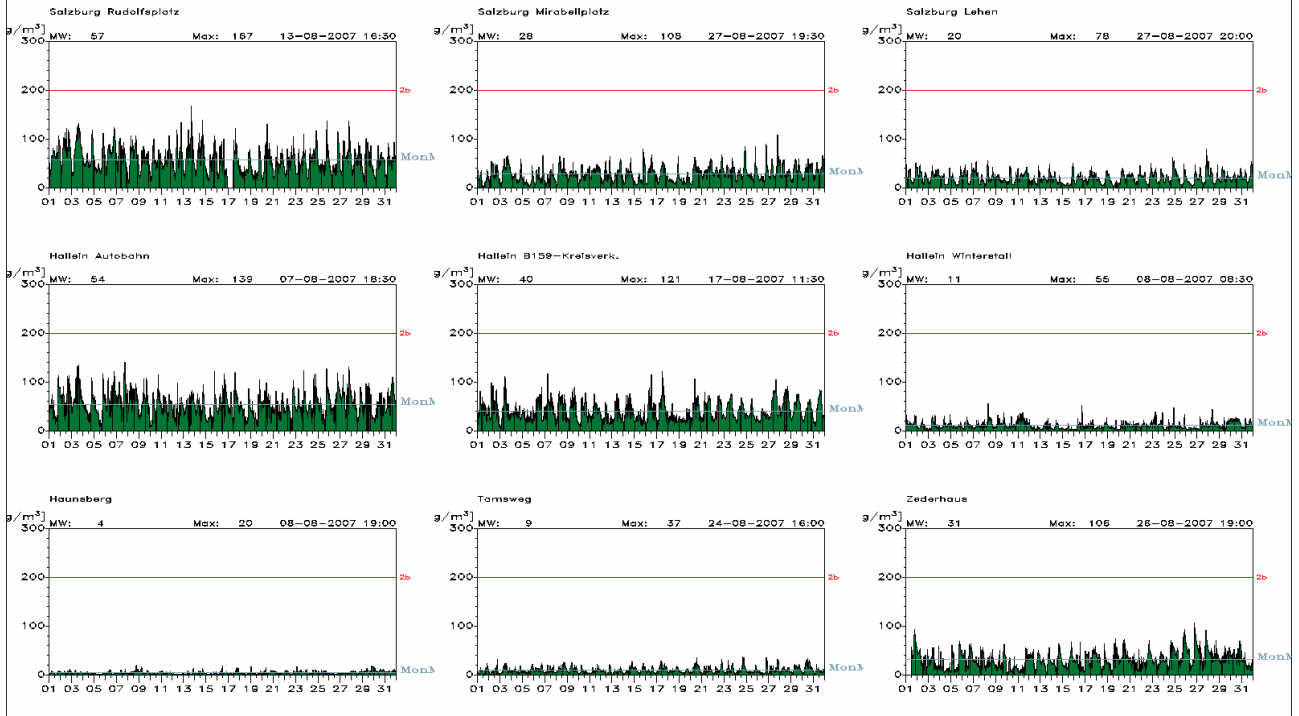 Salzburg Rudolfsplatz Salzburg Mirabellplatz Salzburg Lehen
g/m³] MW: 57 Max: 167 13-08-2007 16:30 g/m³] MW: 28 Max: 108 27-08-2007 19:30 g/m³] MW: 20 Max: 78 27-08-2007 20:00
300 300 300
200 2b 200 2b 200 2b
100 100 100
MonM MonM MonM
0 0 0
01 03 05 07 09 11 13 15 17 19 21 23 25 27 29 31 01 03 05 07 09 11 13 15 17 19 21 23 25 27 29 31 01 03 05 07 09 11 13 15 17 19 21 23 25 27 29 31
Hallein Autobahn Hallein B159-Kreisverk. Hallein Winterstall
g/m³] MW: 54 Max: 139 07-08-2007 18:30 g/m³] MW: 40 Max: 121 17-08-2007 11:30 g/m³] MW: 11 Max: 55 08-08-2007 08:30
300 300 300
200 2b 200 2b 200 2b
100 100 100
MonM MonM MonM
0 0 0
01 03 05 07 09 11 13 15 17 19 21 23 25 27 29 31 01 03 05 07 09 11 13 15 17 19 21 23 25 27 29 31 01 03 05 07 09 11 13 15 17 19 21 23 25 27 29 31
Haunsberg Tamsweg Zederhaus
g/m³] MW: 4 Max: 20 08-08-2007 19:00 g/m³] MW: 9 Max: 37 24-08-2007 16:00 g/m³] MW: 31 Max: 106 26-08-2007 19:00
300 300 300
200 2b 200 2b 200 2b
100 100 100
MonM MonM MonM
0 0 0
01 03 05 07 09 11 13 15 17 19 21 23 25 27 29 31 01 03 05 07 09 11 13 15 17 19 21 23 25 27 29 31 01 03 05 07 09 11 13 15 17 19 21 23 25 27 29 31